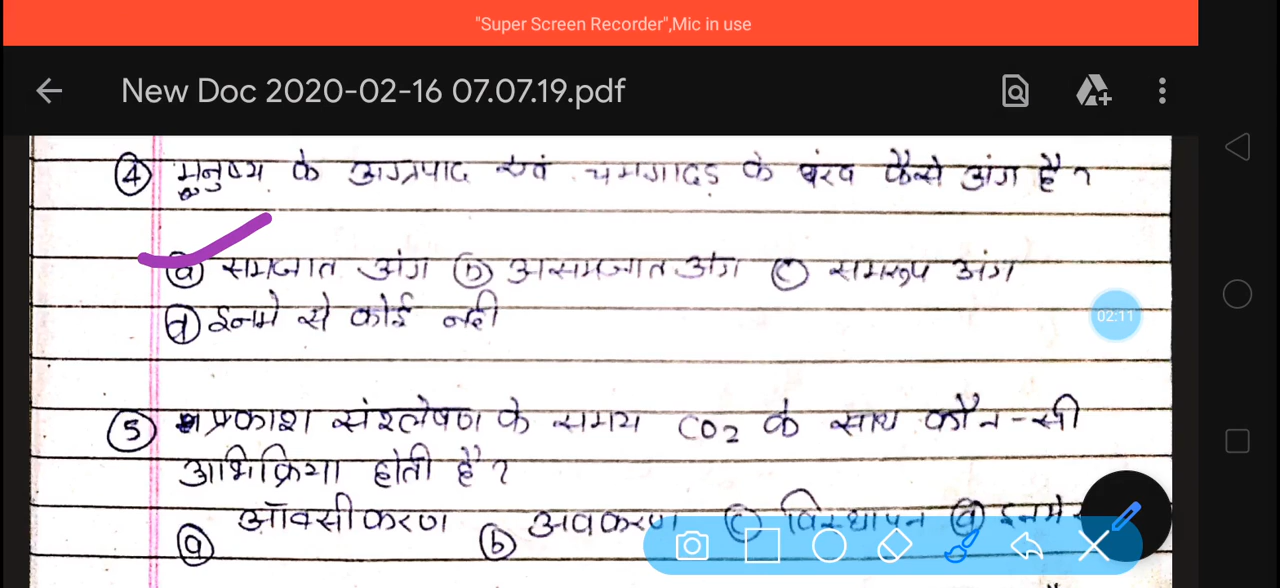 "Super Screen Recorder",Mic in use
New Doc 2020-02-16 07.07.19.pdf
④ मनुष्य के अग्रपाद एवं चमगादड़ के पंख कैसे अंग है ?
ⓐ समजात अंग ⓑ असमजात अंग ⓒ समरूप अंग
ⓓ इनमे से कोई नही
02:11
⑤ प्रकाश संश्लेषण के समय CO2 के साथ कौन-सी
अभिक्रिया होती है ?
ⓐ ऑक्सीकरण ⓑ अवकरण ⓒ विस्थापन ⓓ इनमे